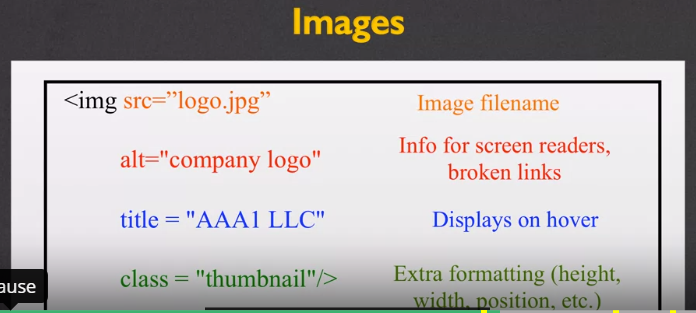 Images
<img src=”logo.jpg” Image filename
alt="company logo" Info for screen readers,
broken links
title = "AAA1 LLC" Displays on hover
class = "thumbnail"/> Extra formatting (height,
width, position, etc.)
ause